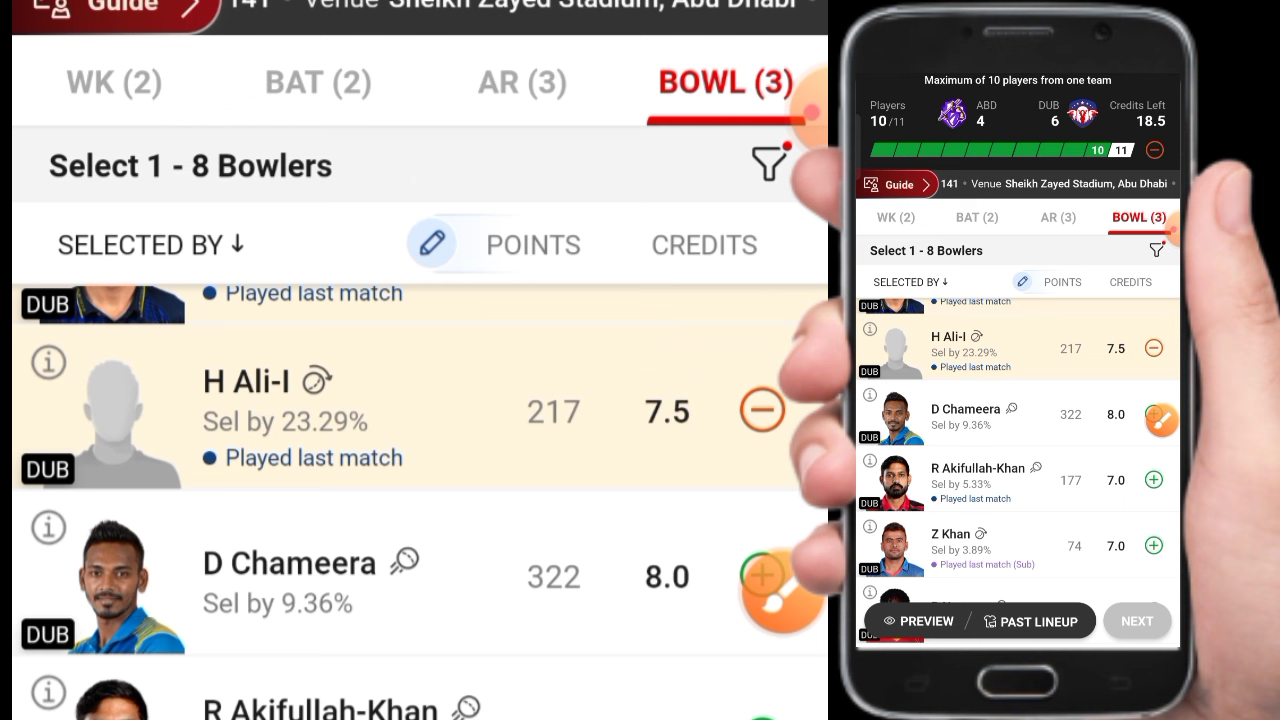 Guide
141 • Venue Sheikh Zayed Stadium, Abu Dhabi •
WK (2) BAT (2) AR (3) BOWL (3)
Select 1 - 8 Bowlers
SELECTED BY ↓ POINTS CREDITS
DUB • Played last match
H Ali-I
Sel by 23.29% 217 7.5
• Played last match
DUB
D Chameera
Sel by 9.36% 322 8.0
DUB
R Akifullah-Khan
Maximum of 10 players from one team
Players ABD DUB Credits Left
10/11 4 6 18.5
10 11
Guide 141 • Venue Sheikh Zayed Stadium, Abu Dhabi •
WK (2) BAT (2) AR (3) BOWL (3)
Select 1 - 8 Bowlers
SELECTED BY ↓ POINTS CREDITS
DUB • Played last match
H Ali-I
Sel by 23.29% 217 7.5
• Played last match
DUB
D Chameera
Sel by 9.36% 322 8.0
DUB
R Akifullah-Khan
Sel by 5.33% 177 7.0
• Played last match
DUB
Z Khan
Sel by 3.89% 74 7.0
• Played last match (Sub)
DUB
PREVIEW / PAST LINEUP NEXT